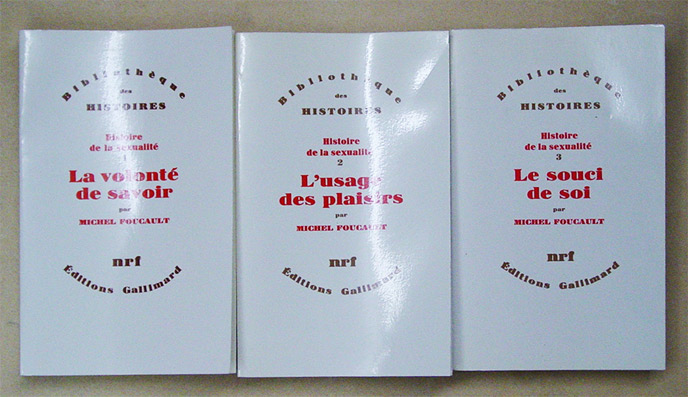 Bibliothèque
des
HISTOIRES
Histoire
de la sexualité
1
La volonté
de savoir
par
MICHEL FOUCAULT
nrf
Éditions Gallimard
Bibliothèque
des
HISTOIRES
Histoire
de la sexualité
2
L'usage
des plaisirs
par
MICHEL FOUCAULT
nrf
Éditions Gallimard
Bibliothèque
des
HISTOIRES
Histoire
de la sexualité
3
Le souci
de soi
par
MICHEL FOUCAULT
nrf
Éditions Gallimard